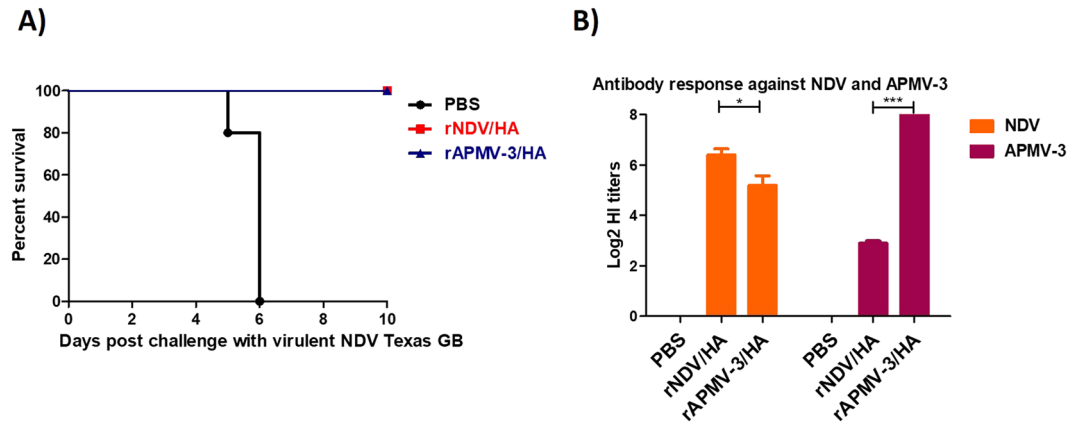 A)
100
80
60
40
20
0
Percent survival
0 2 4 6 8 10
Days post challenge with virulent NDV Texas GB
PBS
rNDV/HA
rAPMV-3/HA
B)
Antibody response against NDV and APMV-3
* ***
8
6
4
2
0
Log2 HI titers
PBS rNDV/HA rAPMV-3/HA PBS rNDV/HA rAPMV-3/HA
NDV
APMV-3